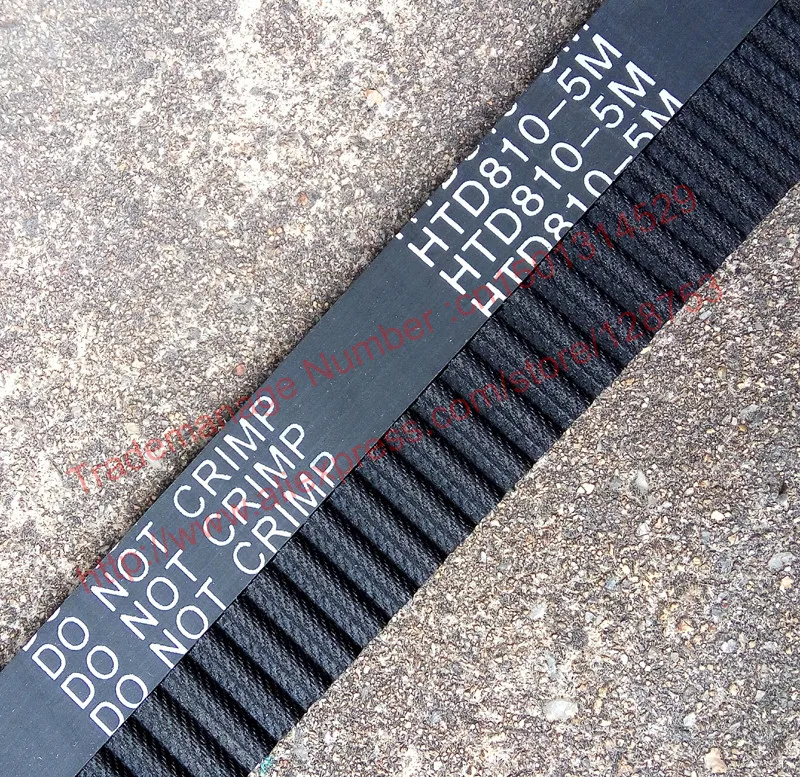 HTD810-5M
HTD810-5M
HTD810-5M
DO NOT CRIMP
DO NOT CRIMP
DO NOT CRIMP
Trademanage Number :cn1501314529
http://www.aliexpress.com/store/128753